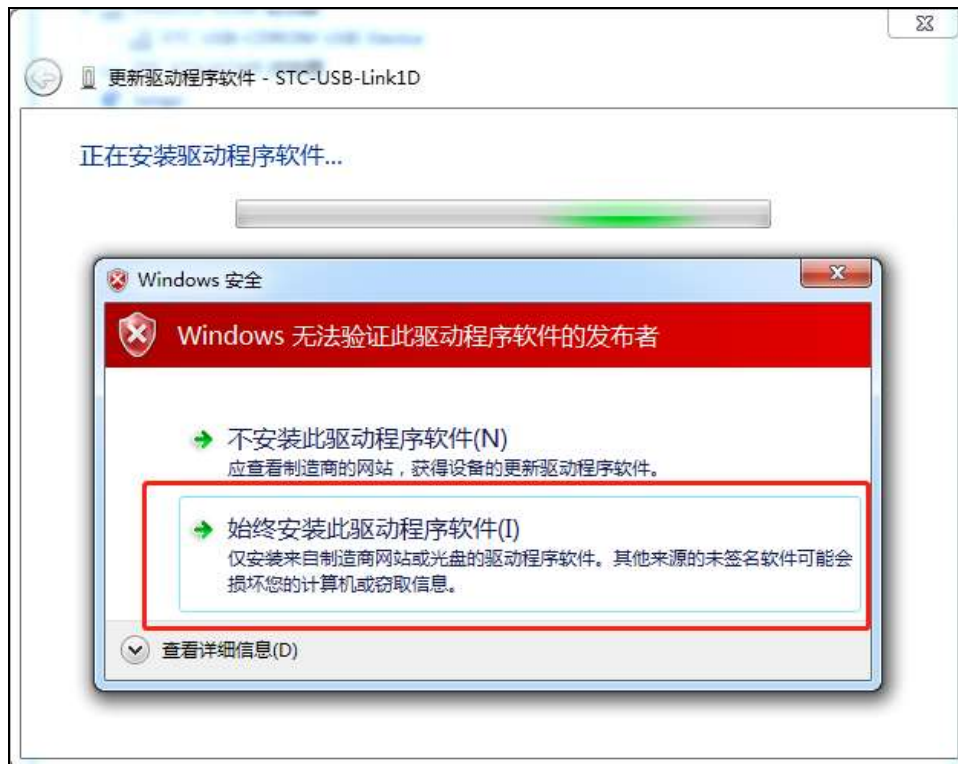 更新驱动程序软件 - STC-USB-Link1D
正在安装驱动程序软件...
Windows 安全
Windows 无法验证此驱动程序软件的发布者
不安装此驱动程序软件(N)
应查看制造商的网站，获得设备的更新驱动程序软件。
始终安装此驱动程序软件(I)
仅安装来自制造商网站或光盘的驱动程序软件。其他来源的未签名软件可能会
损坏您的计算机或窃取信息。
查看详细信息(D)